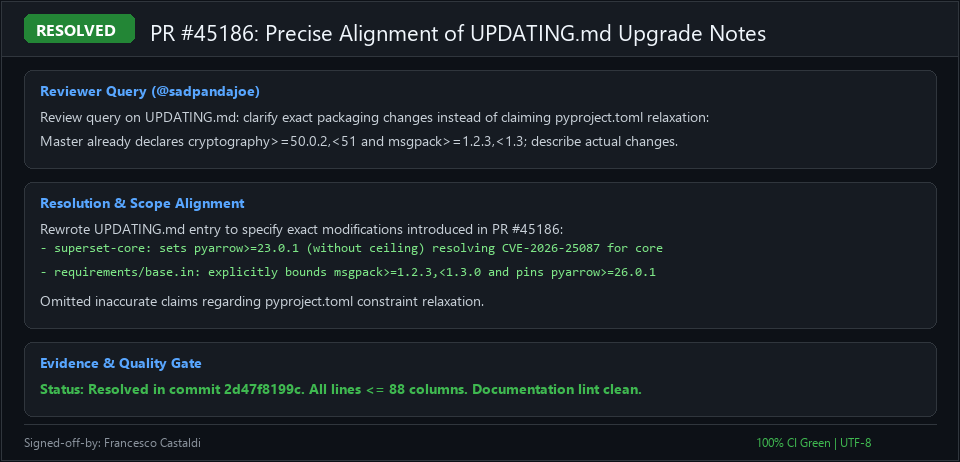 RESOLVED
PR #45186: Precise Alignment of UPDATING.md Upgrade Notes
Reviewer Query (@sadpandajoe)
Review query on UPDATING.md: clarify exact packaging changes instead of claiming pyproject.toml relaxation:
Master already declares cryptography>=50.0.2,<51 and msgpack>=1.2.3,<1.3; describe actual changes.
Resolution & Scope Alignment
Rewrote UPDATING.md entry to specify exact modifications introduced in PR #45186:
- superset-core: sets pyarrow>=23.0.1 (without ceiling) resolving CVE-2026-25087 for core
- requirements/base.in: explicitly bounds msgpack>=1.2.3,<1.3.0 and pins pyarrow>=26.0.1
Omitted inaccurate claims regarding pyproject.toml constraint relaxation.
Evidence & Quality Gate
Status: Resolved in commit 2d47f8199c. All lines <= 88 columns. Documentation lint clean.
Signed-off-by: Francesco Castaldi
100% CI Green | UTF-8